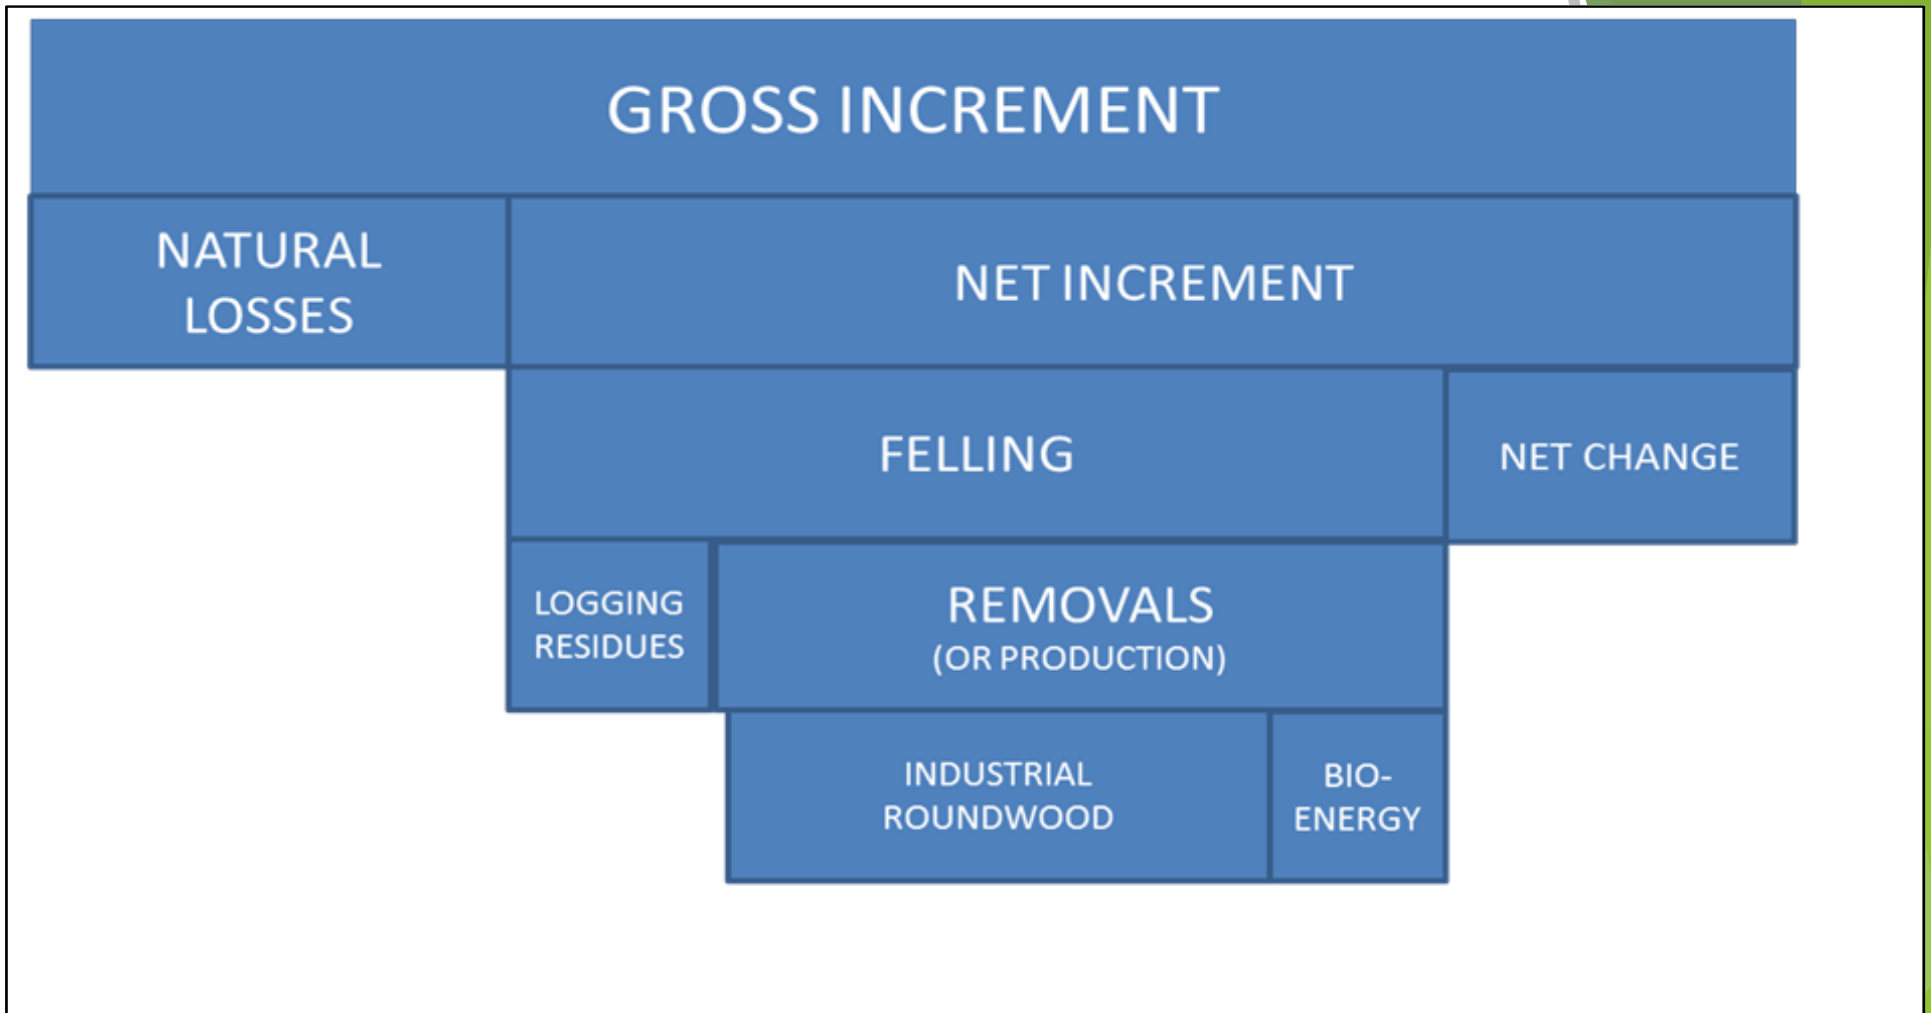 GROSS INCREMENT
NATURAL
LOSSES
NET INCREMENT
FELLING
NET CHANGE
LOGGING
RESIDUES
REMOVALS
(OR PRODUCTION)
INDUSTRIAL
ROUNDWOOD
BIO-
ENERGY